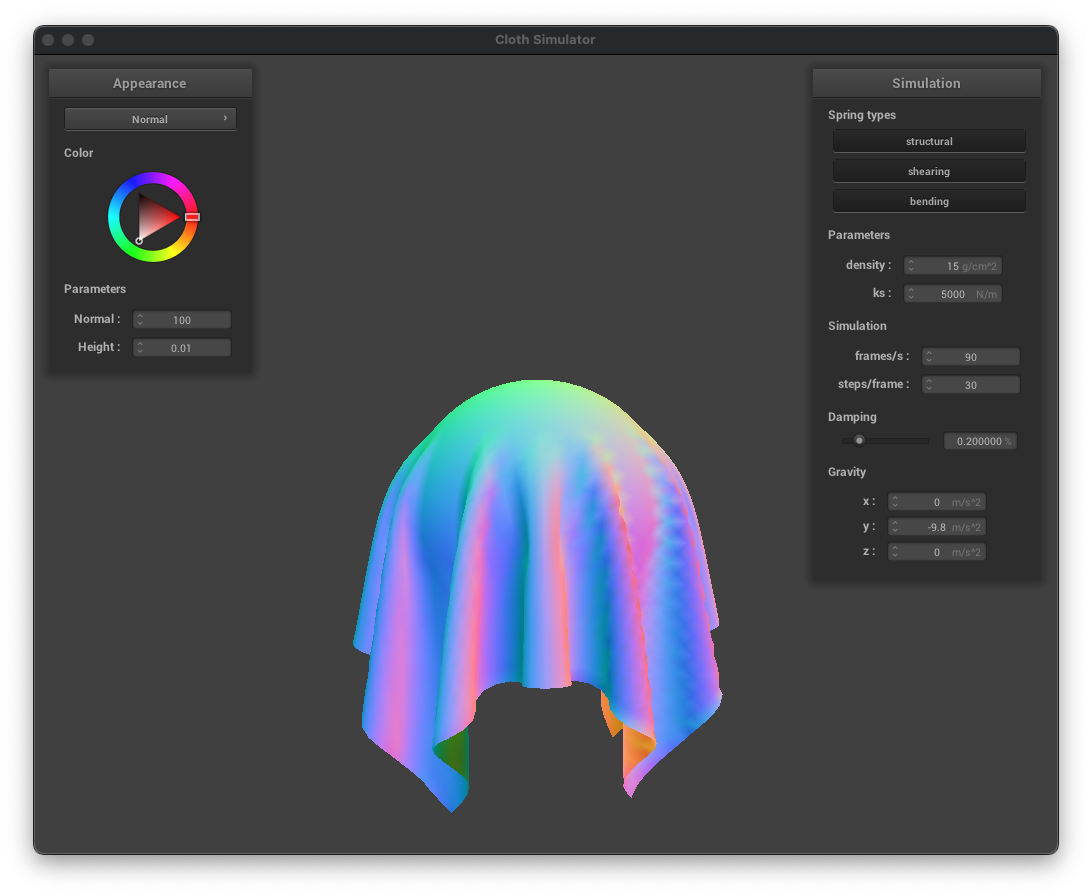 Cloth Simulator
Appearance
Normal ›
Color
Parameters
Normal : 100
Height : 0.01
Simulation
Spring types
structural
shearing
bending
Parameters
density : 15 g/cm^2
ks : 5000 N/m
Simulation
frames/s : 90
steps/frame : 30
Damping
0.200000 %
Gravity
x : 0 m/s^2
y : -9.8 m/s^2
z : 0 m/s^2